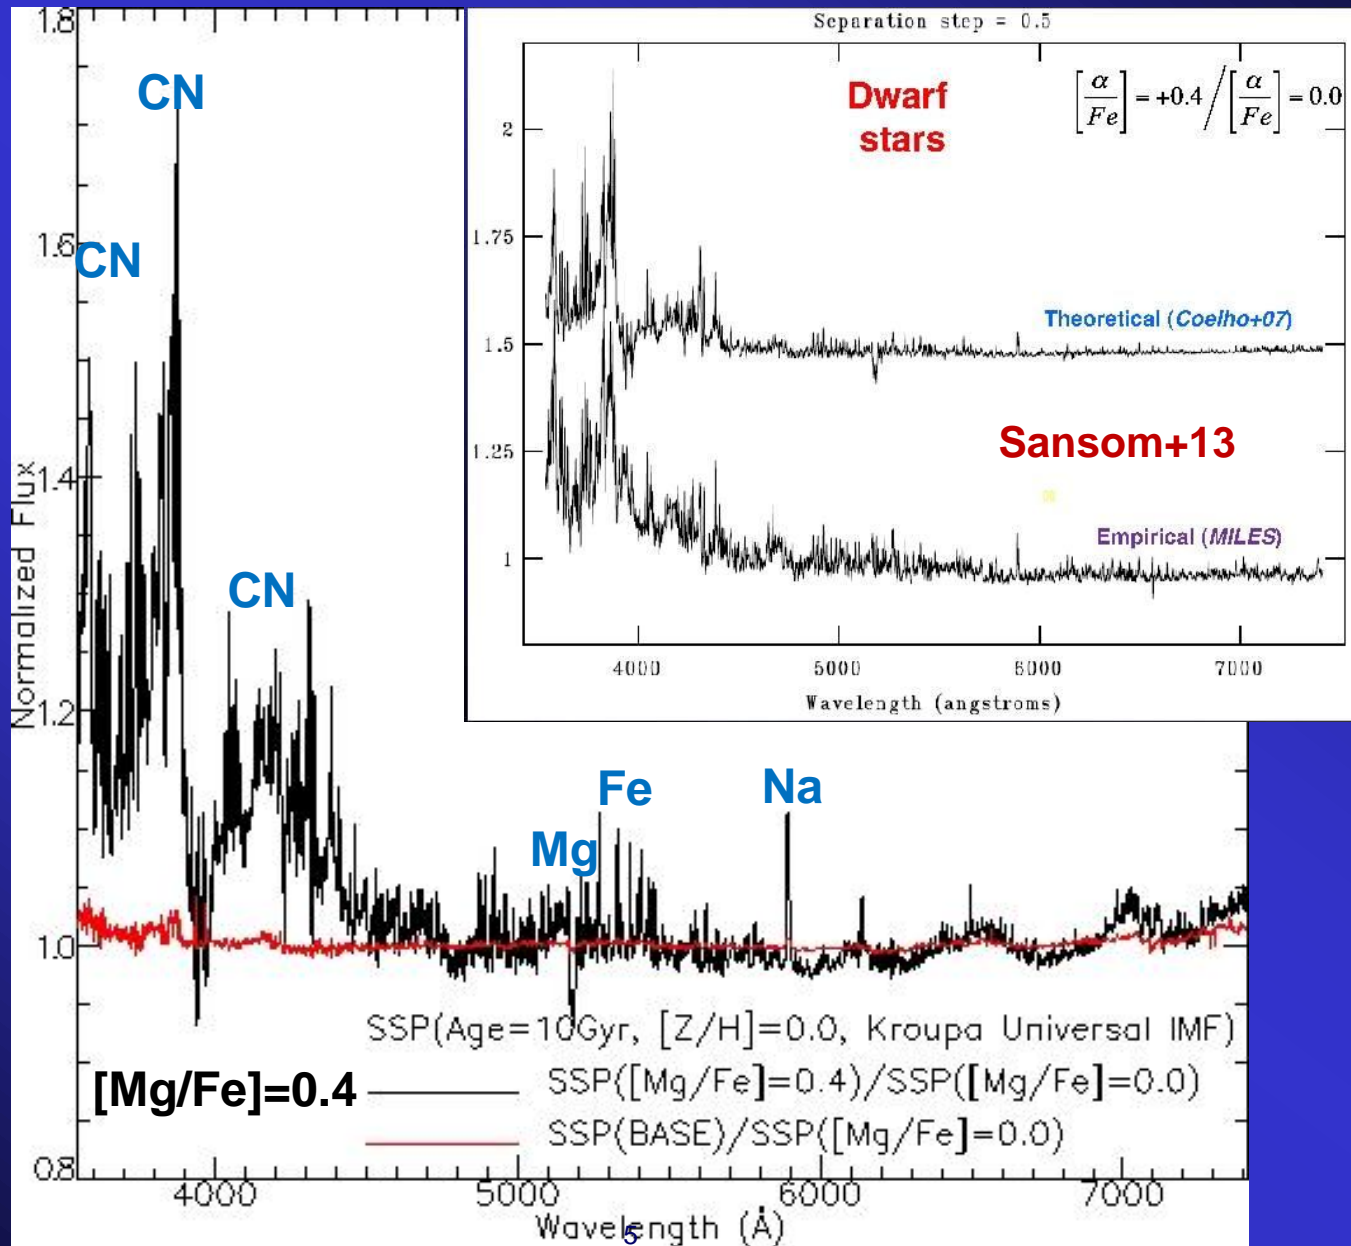 Separation step = 0.5
Dwarf
stars
[α/Fe] = +0.4 / [α/Fe] = 0.0
2
1.75
1.5
1.25
1
Theoretical (Coelho+07)
Sansom+13
Empirical (MILES)
4000 5000 6000 7000
Wavelength (angstroms)
1.8
1.6
1.4
1.2
1.0
0.8
Normalized Flux
CN
CN
CN
Mg
Fe
Na
SSP(Age=10Gyr, [Z/H]=0.0, Kroupa Universal IMF)
[Mg/Fe]=0.4
SSP([Mg/Fe]=0.4)/SSP([Mg/Fe]=0.0)
SSP(BASE)/SSP([Mg/Fe]=0.0)
4000 5000 6000 7000
Wavelength (Å)
5